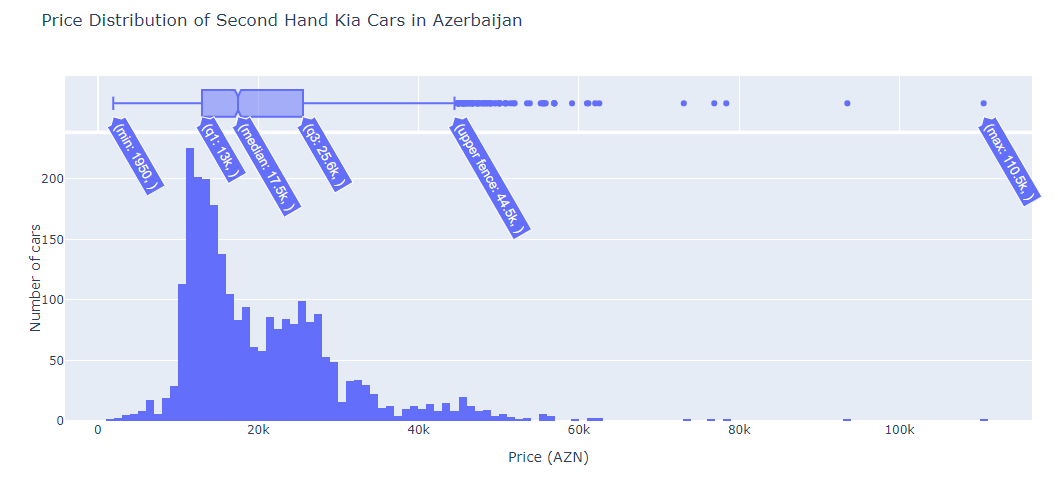 Price Distribution of Second Hand Kia Cars in Azerbaijan
(min: 1950, )
(q1: 13k, )
(median: 17.5k, )
(q3: 25.6k, )
(upper fence: 44.5k, )
(max: 110.5k, )
Number of cars
200
150
100
50
0
0
20k
40k
60k
80k
100k
Price (AZN)